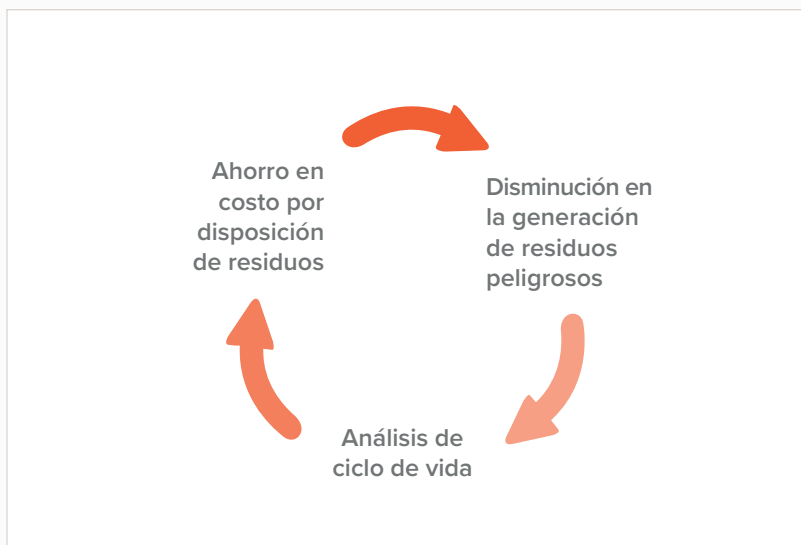 Ahorro en
costo por
disposición
de residuos
Disminución en
la generación
de residuos
peligrosos
Análisis de
ciclo de vida